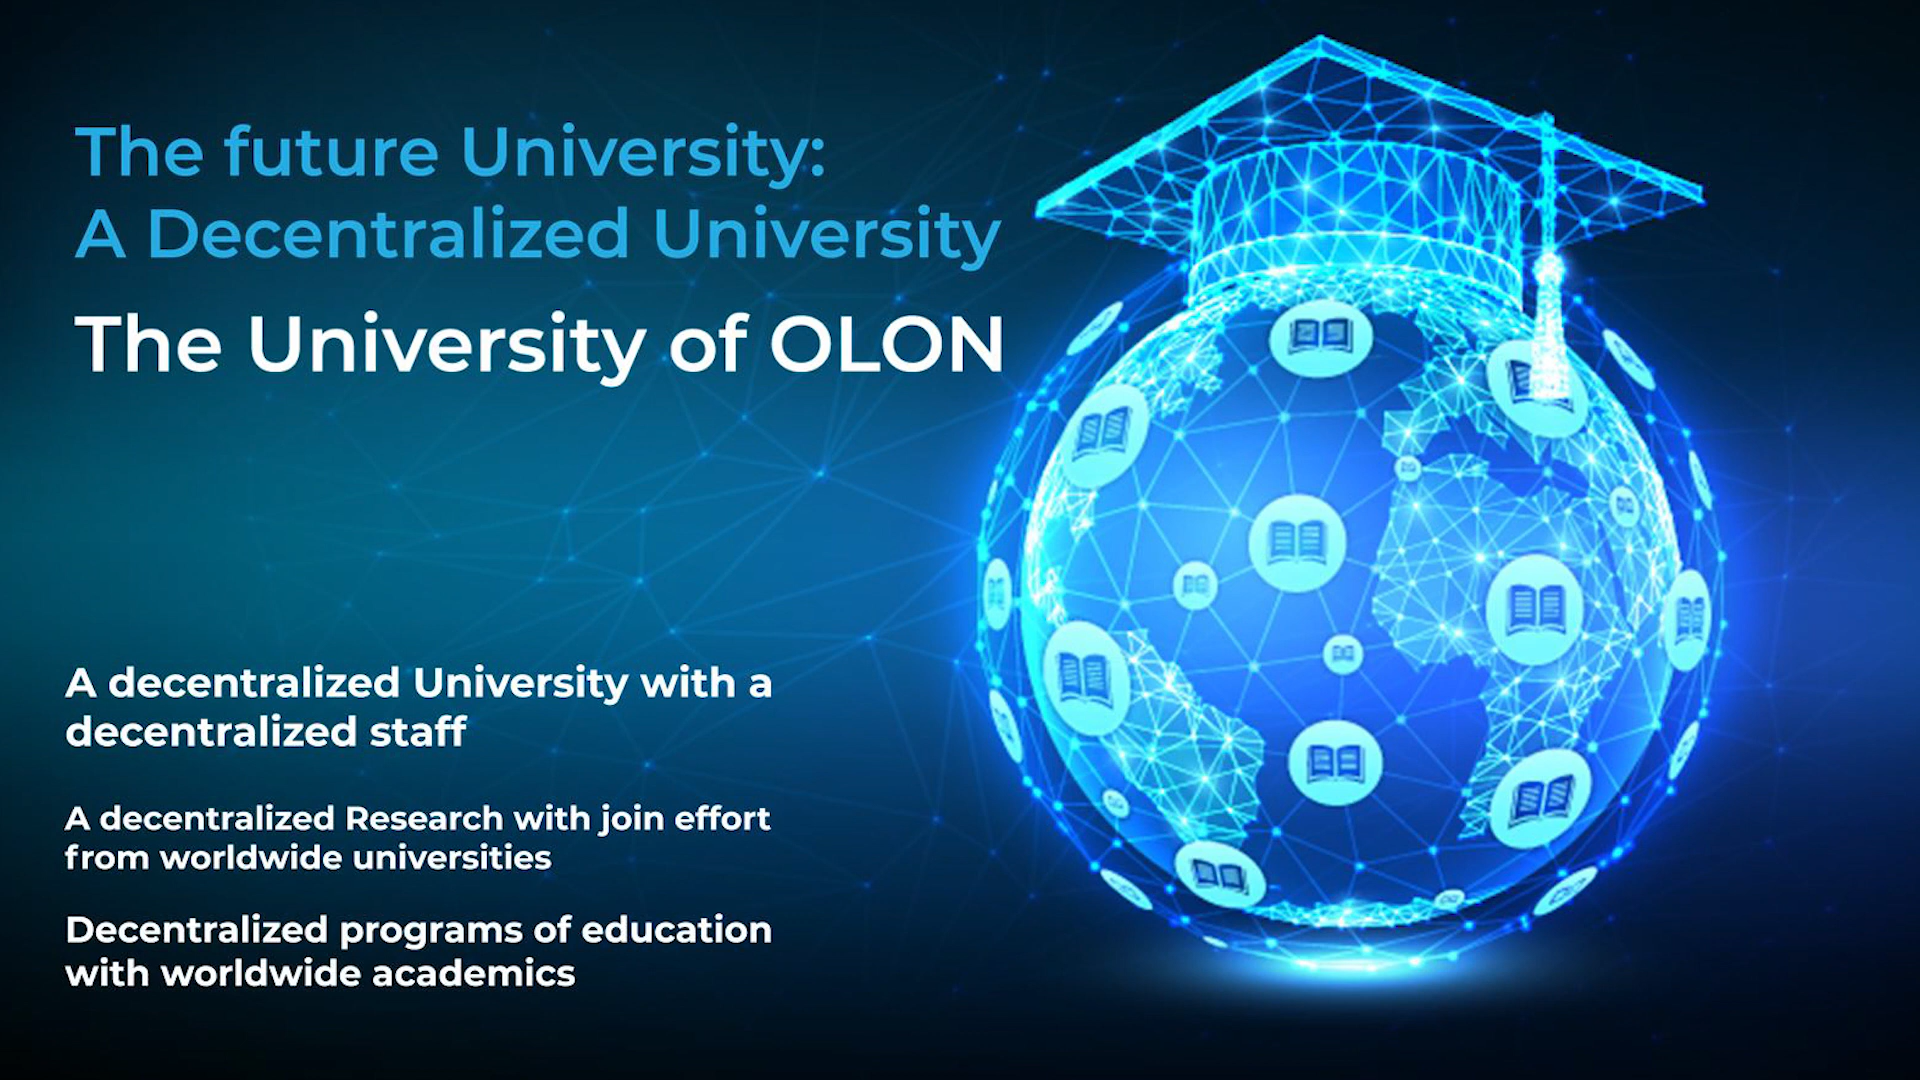 The future University:
A Decentralized University
The University of OLON
A decentralized University with a
decentralized staff
A decentralized Research with join effort
from worldwide universities
Decentralized programs of education
with worldwide academics